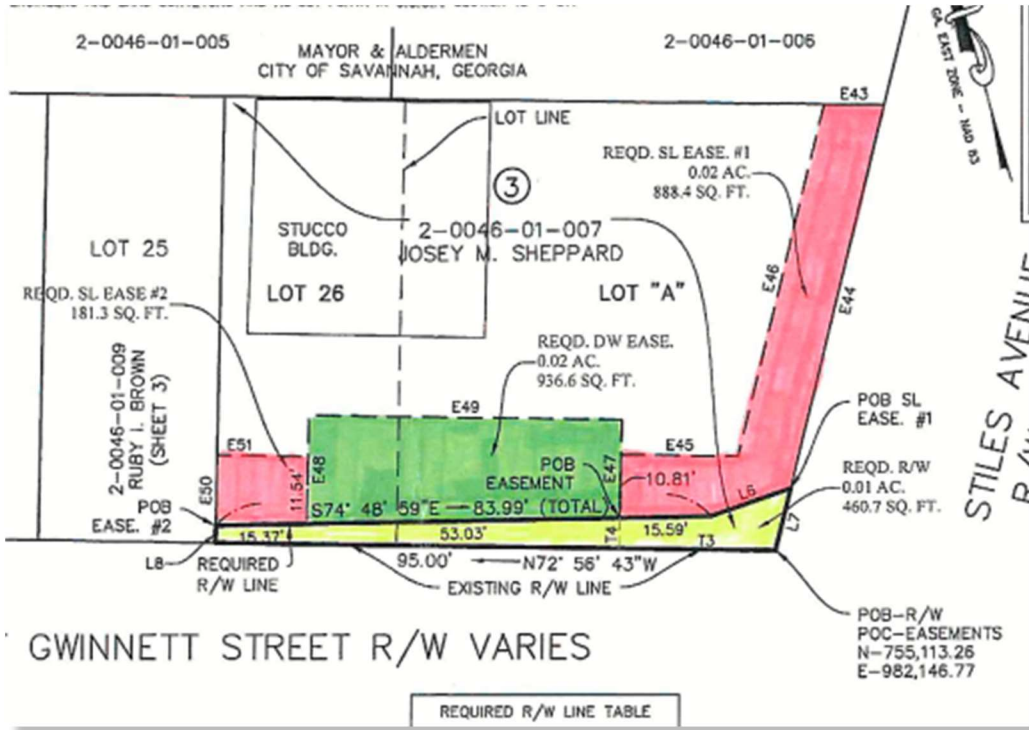 2-0046-01-005
MAYOR & ALDERMEN
CITY OF SAVANNAH, GEORGIA
2-0046-01-006
GA. EAST ZONE - NAD 83
E43
LOT LINE
REQD. SL EASE. #1
0.02 AC.
888.4 SQ. FT.
3
STUCCO
BLDG.
2-0046-01-007
JOSEY M. SHEPPARD
LOT 25
LOT 26
LOT "A"
E46
E44
REQD. SL EASE #2
181.3 SQ. FT.
REQD. DW EASE.
0.02 AC.
936.6 SQ. FT.
STILES AVENUE
2-0046-01-009
RUBY I. BROWN
(SHEET 3)
POB SL
EASE. #1
E49
E51
E45
E50
11.54'
E48
POB
EASEMENT
E47
10.81'
L6
REQD. R/W
0.01 AC.
460.7 SQ. FT.
POB
EASE. #2
S74° 48' 59"E — 83.99' (TOTAL)
L7
15.37'
53.03'
T4
15.59'
T3
L8
REQUIRED
R/W LINE
95.00'
N72° 56' 43"W
EXISTING R/W LINE
POB-R/W
POC-EASEMENTS
N-755,113.26
E-982,146.77
GWINNETT STREET R/W VARIES
REQUIRED R/W LINE TABLE